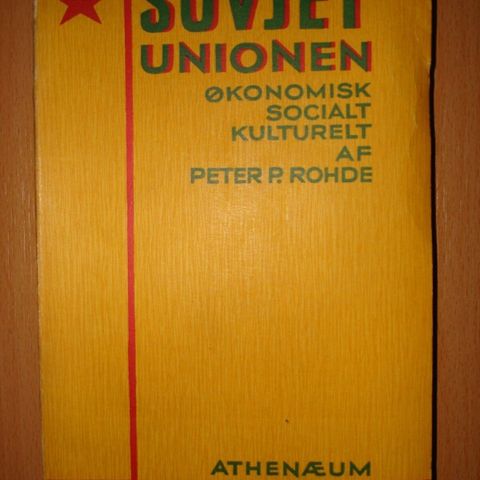 SOVJET
UNIONEN
ØKONOMISK
SOCIALT
KULTURELT
AF
PETER P. ROHDE
ATHENÆUM